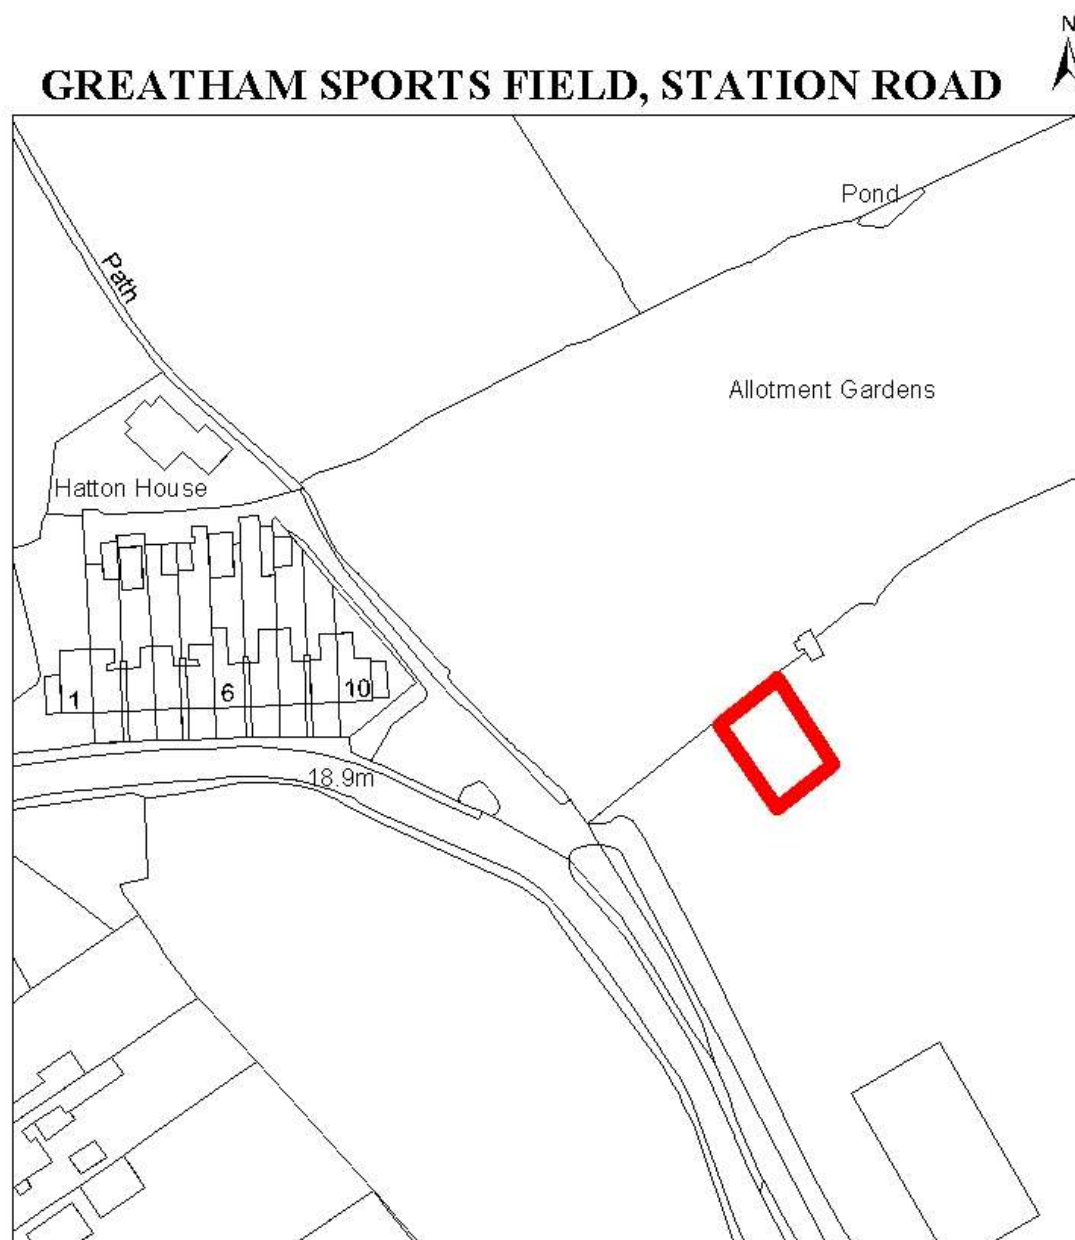 N
GREATHAM SPORTS FIELD, STATION ROAD
Pond
Path
Allotment Gardens
Hatton House
1
6
10
18.9m